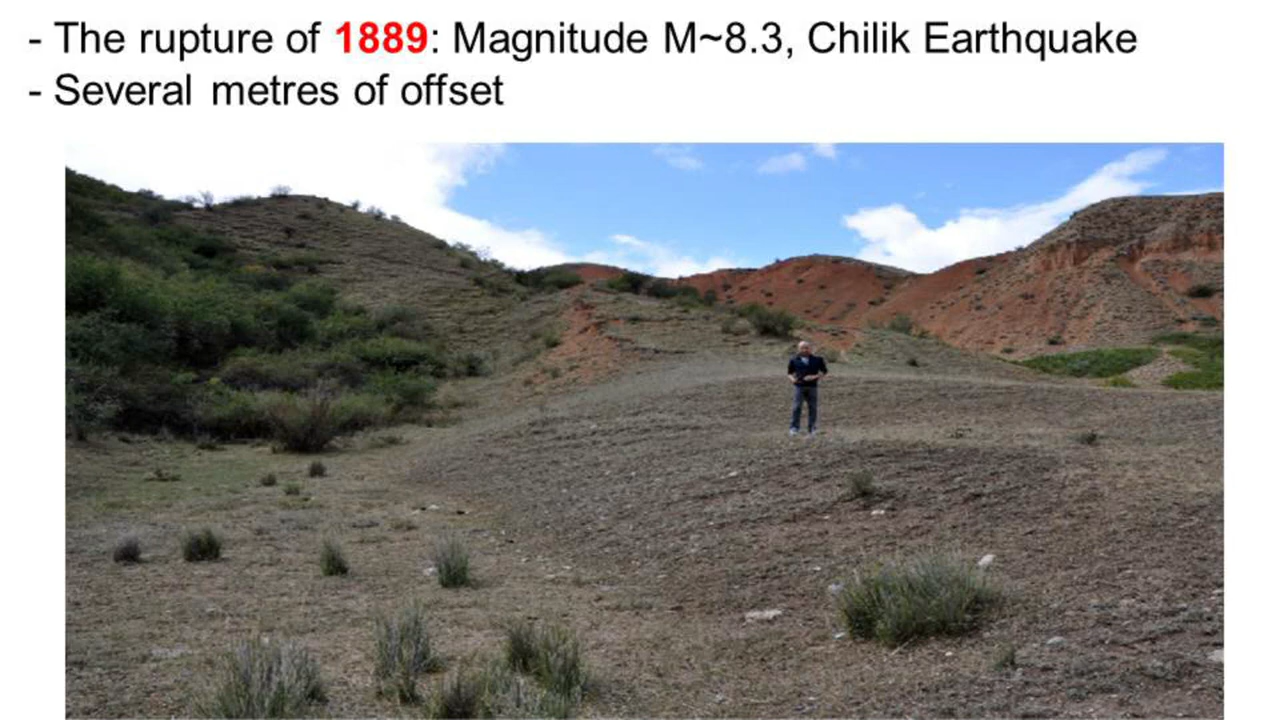 - The rupture of 1889: Magnitude M~8.3, Chilik Earthquake
- Several metres of offset